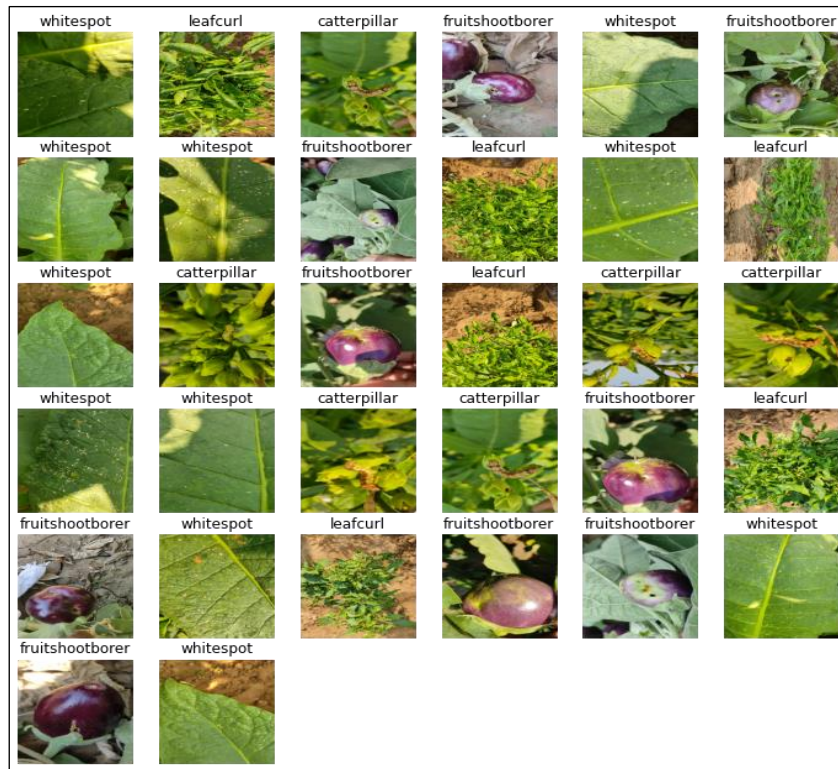 whitespot leafcurl catterpillar fruitshootborer whitespot fruitshootborer
whitespot whitespot fruitshootborer leafcurl whitespot leafcurl
whitespot catterpillar fruitshootborer leafcurl catterpillar catterpillar
whitespot whitespot catterpillar catterpillar fruitshootborer leafcurl
fruitshootborer whitespot leafcurl fruitshootborer fruitshootborer whitespot
fruitshootborer whitespot